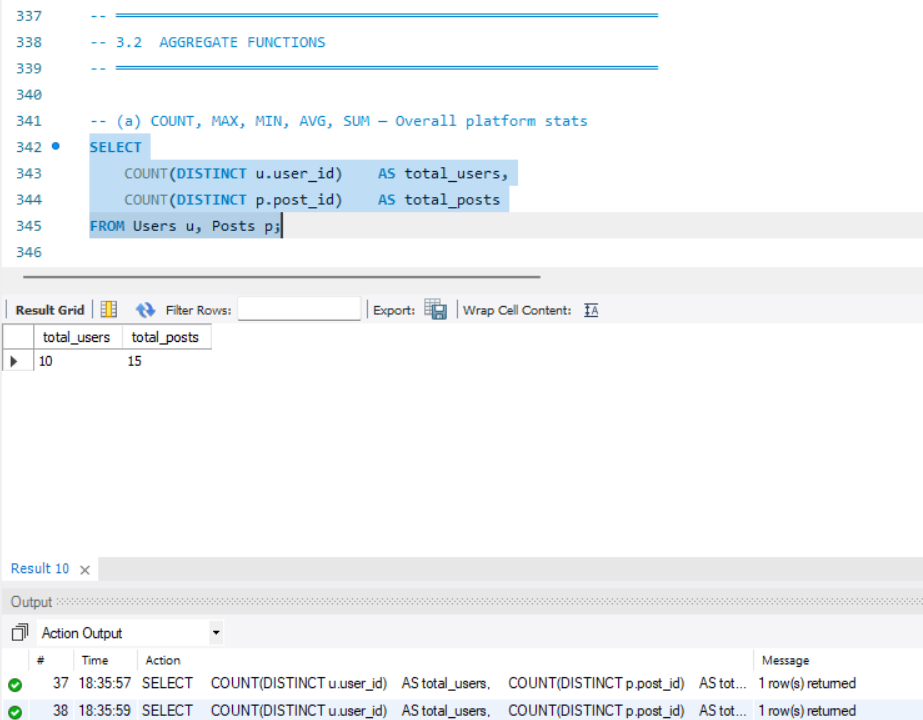 337 -- ══════════════════════════════════════════════
338 -- 3.2  AGGREGATE FUNCTIONS
339 -- ══════════════════════════════════════════════
340
341 -- (a) COUNT, MAX, MIN, AVG, SUM — Overall platform stats
342 SELECT
343 COUNT(DISTINCT u.user_id)    AS total_users,
344 COUNT(DISTINCT p.post_id)    AS total_posts
345 FROM Users u, Posts p;
346
Result Grid Filter Rows: Export: Wrap Cell Content: IA
total_users total_posts
10 15
Result 10 ×
Output
Action Output
# Time Action Message
37 18:35:57 SELECT COUNT(DISTINCT u.user_id) AS total_users, COUNT(DISTINCT p.post_id) AS tot... 1 row(s) returned
38 18:35:59 SELECT COUNT(DISTINCT u.user_id) AS total_users, COUNT(DISTINCT p.post_id) AS tot... 1 row(s) returned